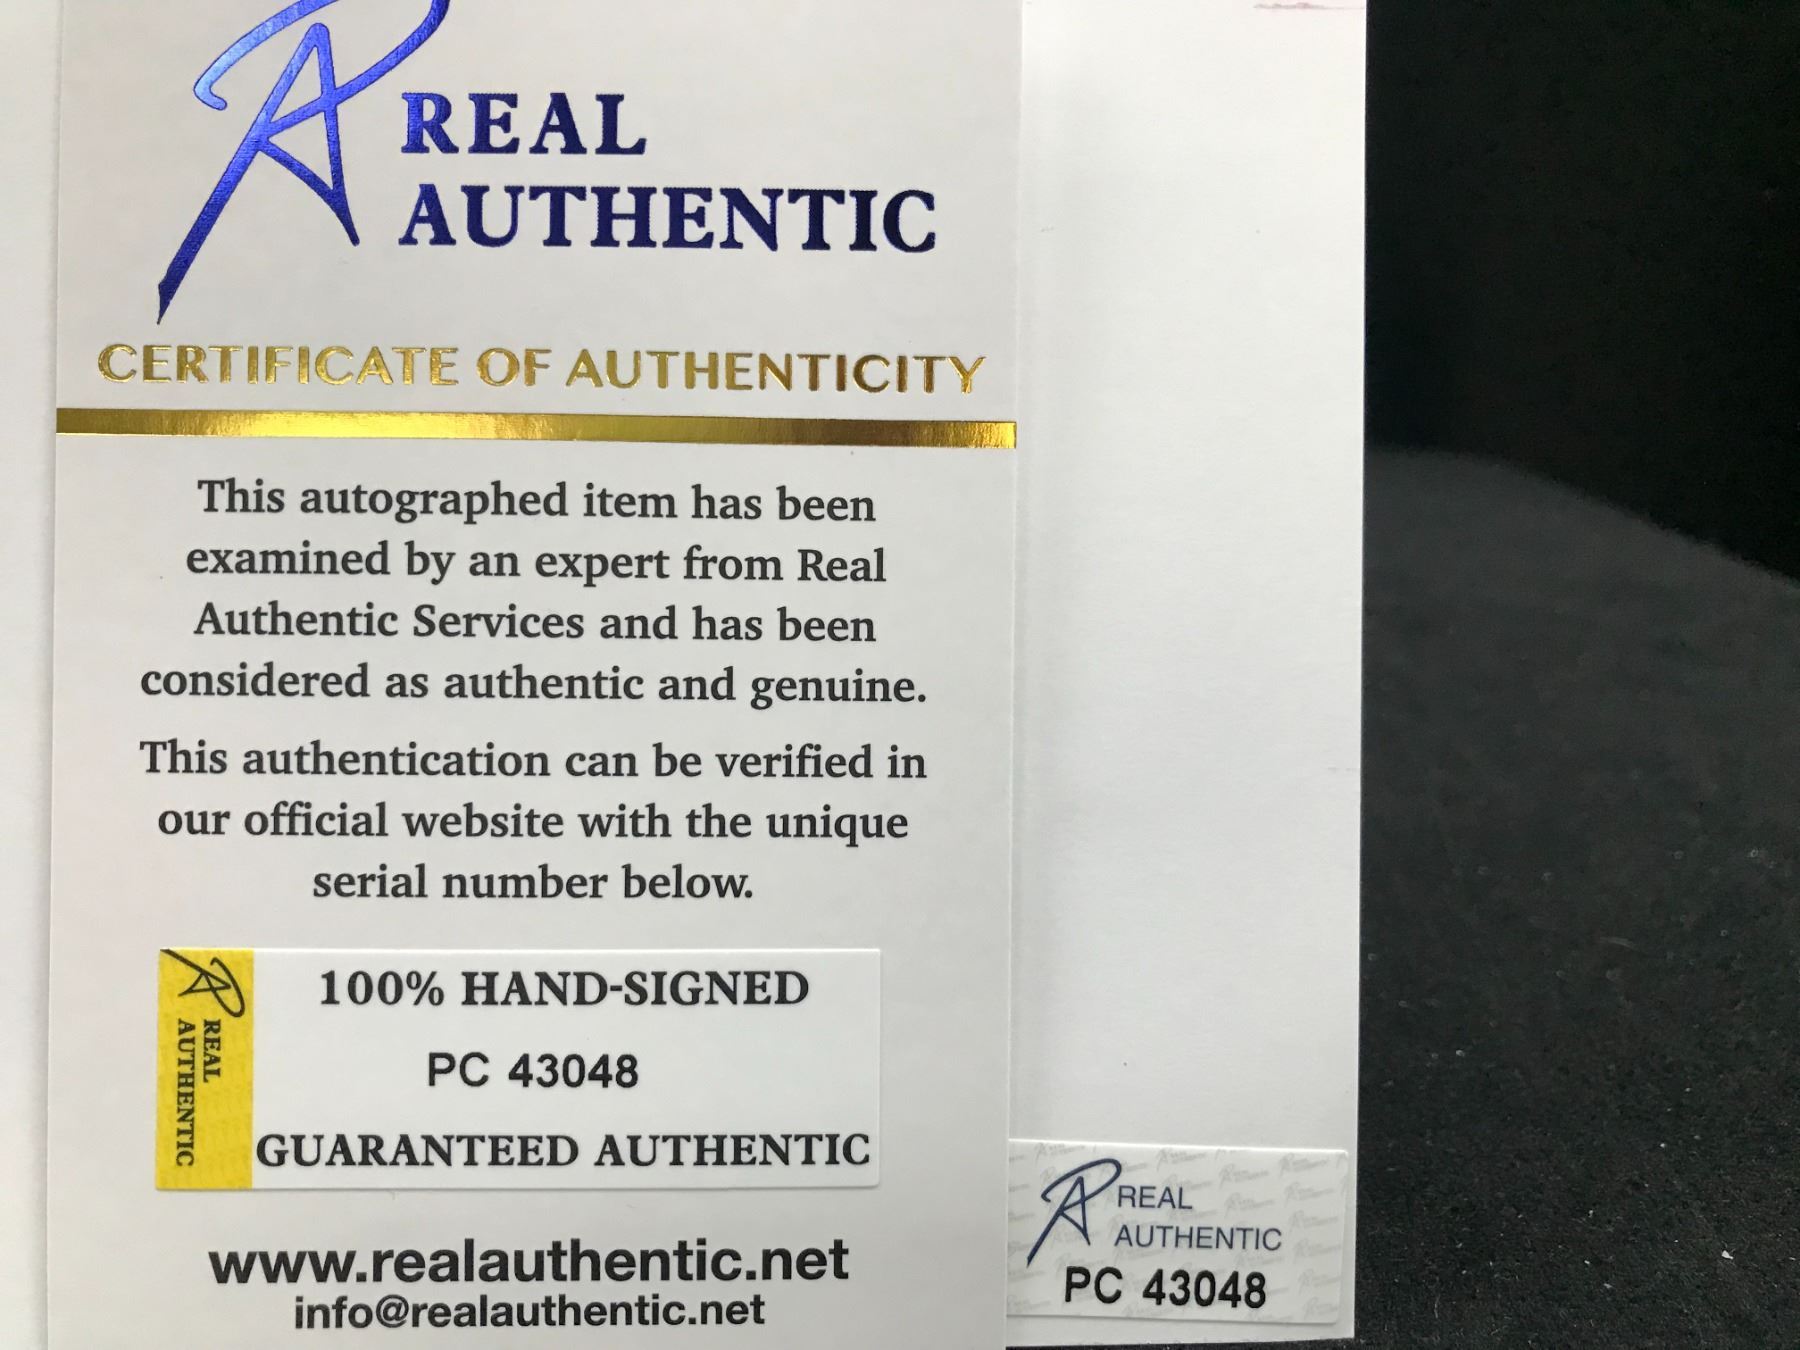 REAL
AUTHENTIC
CERTIFICATE OF AUTHENTICITY
This autographed item has been
examined by an expert from Real
Authentic Services and has been
considered as authentic and genuine.
This authentication can be verified in
our official website with the unique
serial number below.
REAL
AUTHENTIC
100% HAND-SIGNED
PC 43048
GUARANTEED AUTHENTIC
www.realauthentic.net
info@realauthentic.net
REAL
AUTHENTIC
PC 43048